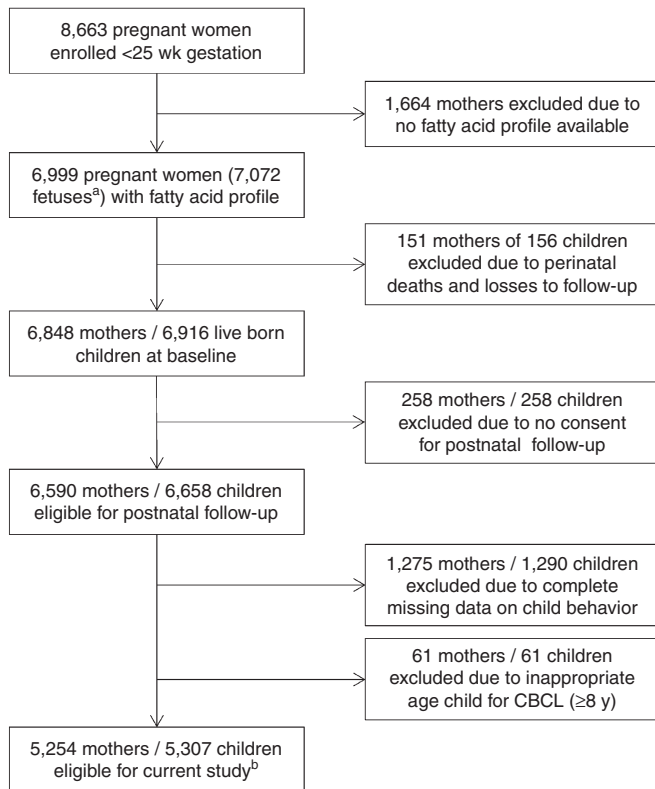 8,663 pregnant women
enrolled <25 wk gestation
1,664 mothers excluded due to
no fatty acid profile available
6,999 pregnant women (7,072
fetusesᵃ) with fatty acid profile
151 mothers of 156 children
excluded due to perinatal
deaths and losses to follow-up
6,848 mothers / 6,916 live born
children at baseline
258 mothers / 258 children
excluded due to no consent
for postnatal follow-up
6,590 mothers / 6,658 children
eligible for postnatal follow-up
1,275 mothers / 1,290 children
excluded due to complete
missing data on child behavior
61 mothers / 61 children
excluded due to inappropriate
age child for CBCL (≥8 y)
5,254 mothers / 5,307 children
eligible for current studyᵇ